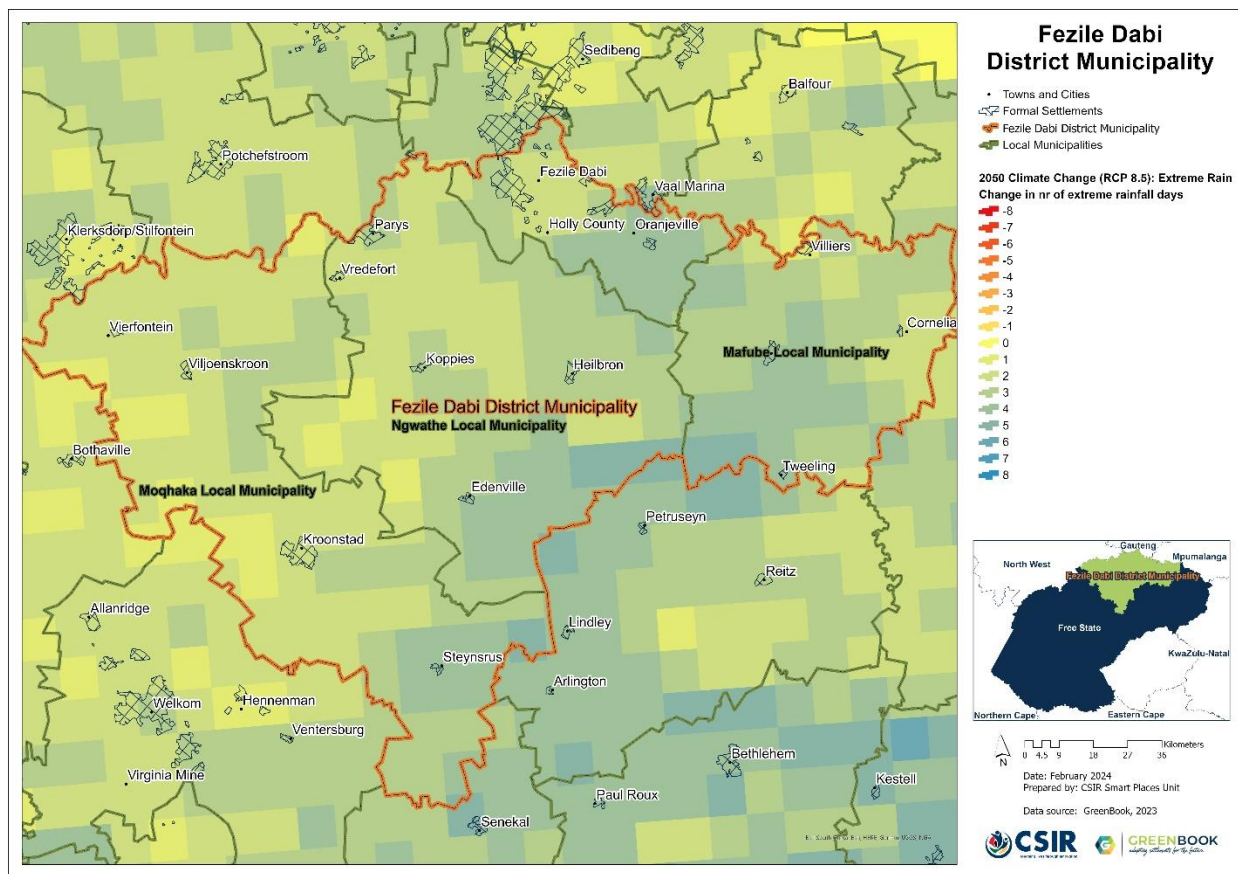 Fezile Dabi
District Municipality
Towns and Cities
Formal Settlements
Fezile Dabi District Municipality
Local Municipalities
2050 Climate Change (RCP 8.5): Extreme Rain
Change in nr of extreme rainfall days
-8
-7
-6
-5
-4
-3
-2
-1
0
1
2
3
4
5
6
7
8
Sedibeng
Balfour
Potchefstroom
Fezile Dabi
Vaal Marina
Klerksdorp/Stilfontein
Parys
Holly County
Oranjeville
Villiers
Vredefort
Vierfontein
Cornelia
Mafube Local Municipality
Viljoenskroon
Koppies
Heilbron
Fezile Dabi District Municipality
Ngwathe Local Municipality
Bothaville
Tweeling
Moqhaka Local Municipality
Edenville
Petruseyn
Kroonstad
Reitz
Allanridge
Lindley
Steynsrus
Arlington
Welkom
Hennenman
Ventersburg
Bethlehem
Virginia Mine
Kestell
Paul Roux
Senekal
Gauteng
North West
Mpumalanga
Fezile Dabi District Municipality
Free State
KwaZulu-Natal
Northern Cape
Eastern Cape
N
0 4.5 9 18 27 36
Kilometers
Date: February 2024
Prepared by: CSIR Smart Places Unit
Data source: GreenBook, 2023
CSIR
GREENBOOK
adapting settlements for the future